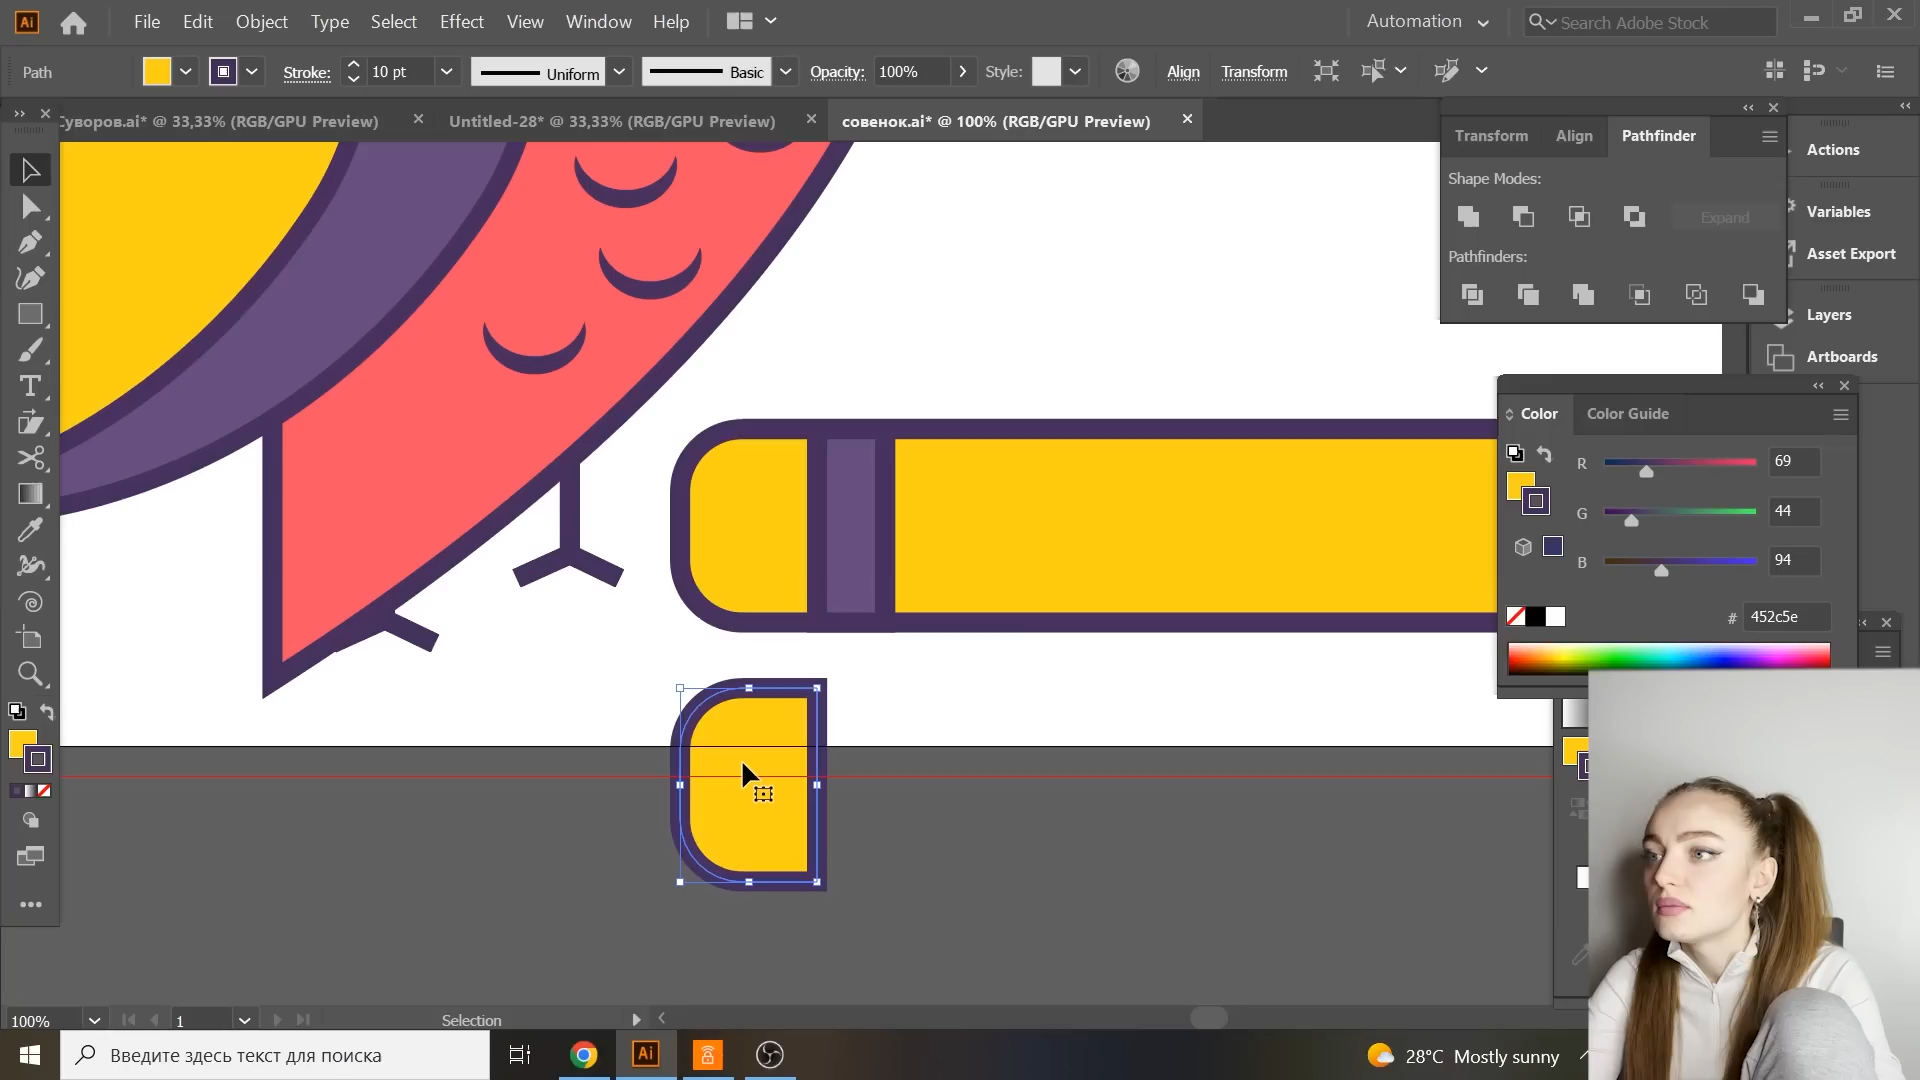 Ai File Edit Object Type Select Effect View Window Help Automation Search Adobe Stock
Path Stroke: 10 pt Uniform Basic Opacity: 100% Style: Align Transform
Суворов.ai* @ 33,33% (RGB/GPU Preview) Untitled-28* @ 33,33% (RGB/GPU Preview) совенок.ai* @ 100% (RGB/GPU Preview)
Transform Align Pathfinder
Shape Modes:
Expand
Pathfinders:
Actions
Variables
Asset Export
Layers
Artboards
Color Color Guide
R 69
G 44
B 94
# 452c5e
100% 1 Selection
Введите здесь текст для поиска Ai 28°C Mostly sunny